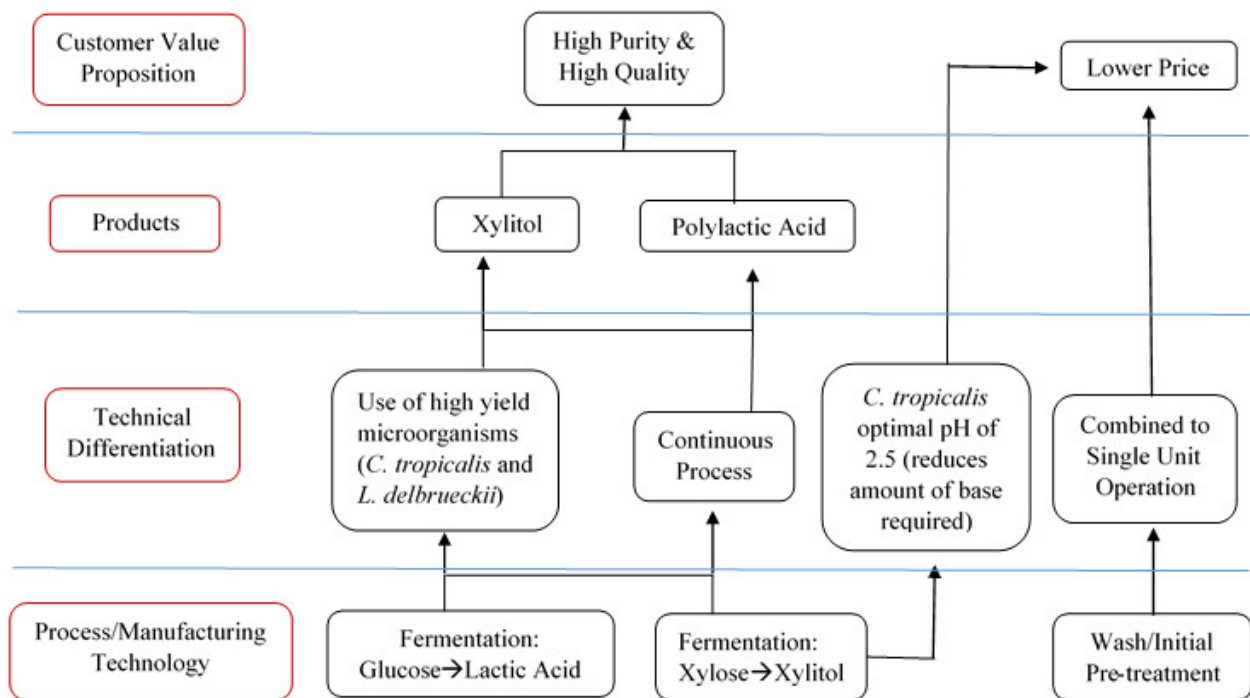 Customer Value
Proposition
High Purity &
High Quality
Lower Price
Products
Xylitol
Polylactic Acid
Technical
Differentiation
Use of high yield
microorganisms
(C. tropicalis and
L. delbrueckii)
Continuous
Process
C. tropicalis
optimal pH of
2.5 (reduces
amount of base
required)
Combined to
Single Unit
Operation
Process/Manufacturing
Technology
Fermentation:
Glucose→Lactic Acid
Fermentation:
Xylose→Xylitol
Wash/Initial
Pre-treatment